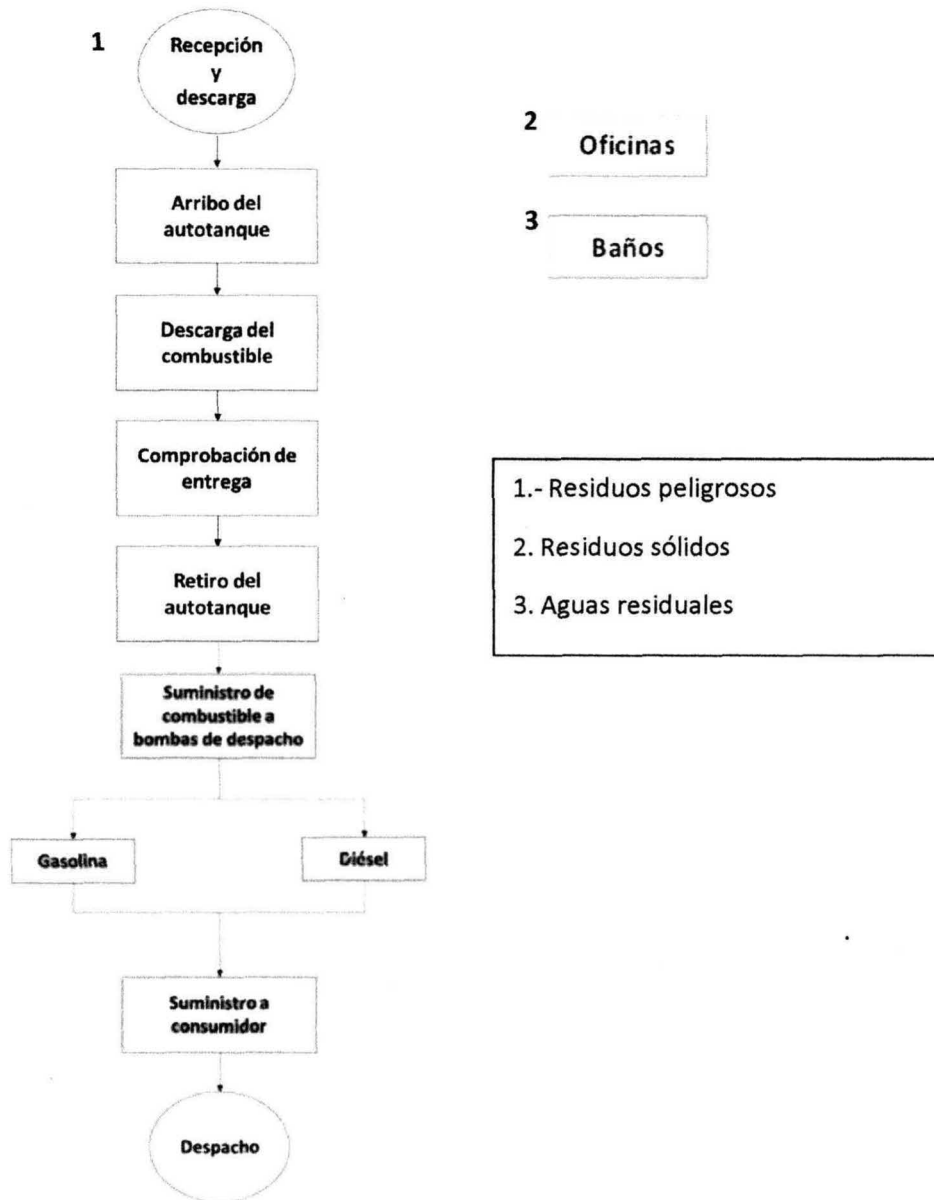 1
Recepción
y
descarga
Arribo del
autotanque
Descarga del
combustible
Comprobación de
entrega
Retiro del
autotanque
Suministro de
combustible a
bombas de despacho
Gasolina
Diésel
Suministro a
consumidor
Despacho
2
Oficinas
3
Baños
1.- Residuos peligrosos
2. Residuos sólidos
3. Aguas residuales